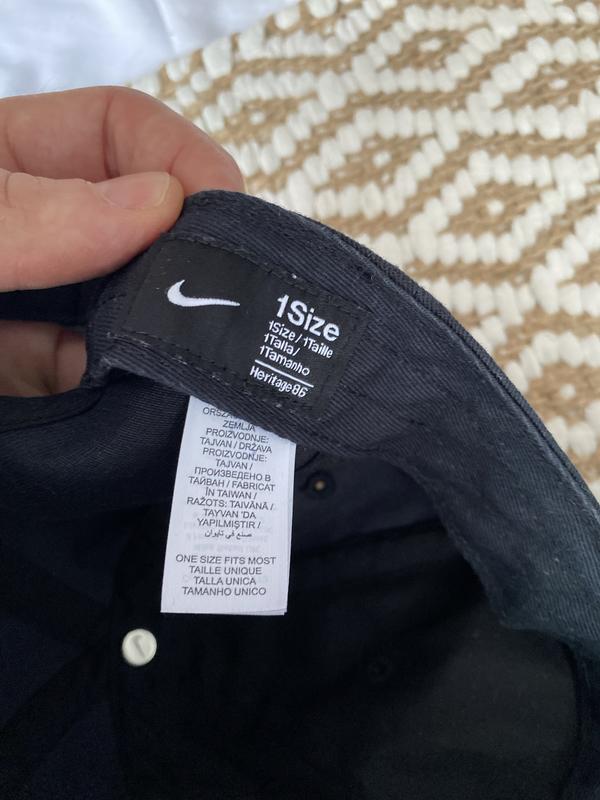 1Size
1Size / 1Taille
1Talla/
1Tamanho
Heritage86
ZEMLJA
PROIZVODNJE:
TAJVAN / DRŽAVA
PROIZVODNJE:
TAJVAN /
ПРОИЗВЕДЕНО В
ТАЙВАН / FABRICAT
ÎN TAIWAN /
RAŽOTS: TAIVĀNĀ /
TAYVAN 'DA
YAPILMIŞTIR /
صنع في تايوان
ONE SIZE FITS MOST
TAILLE UNIQUE
TALLA UNICA
TAMANHO UNICO